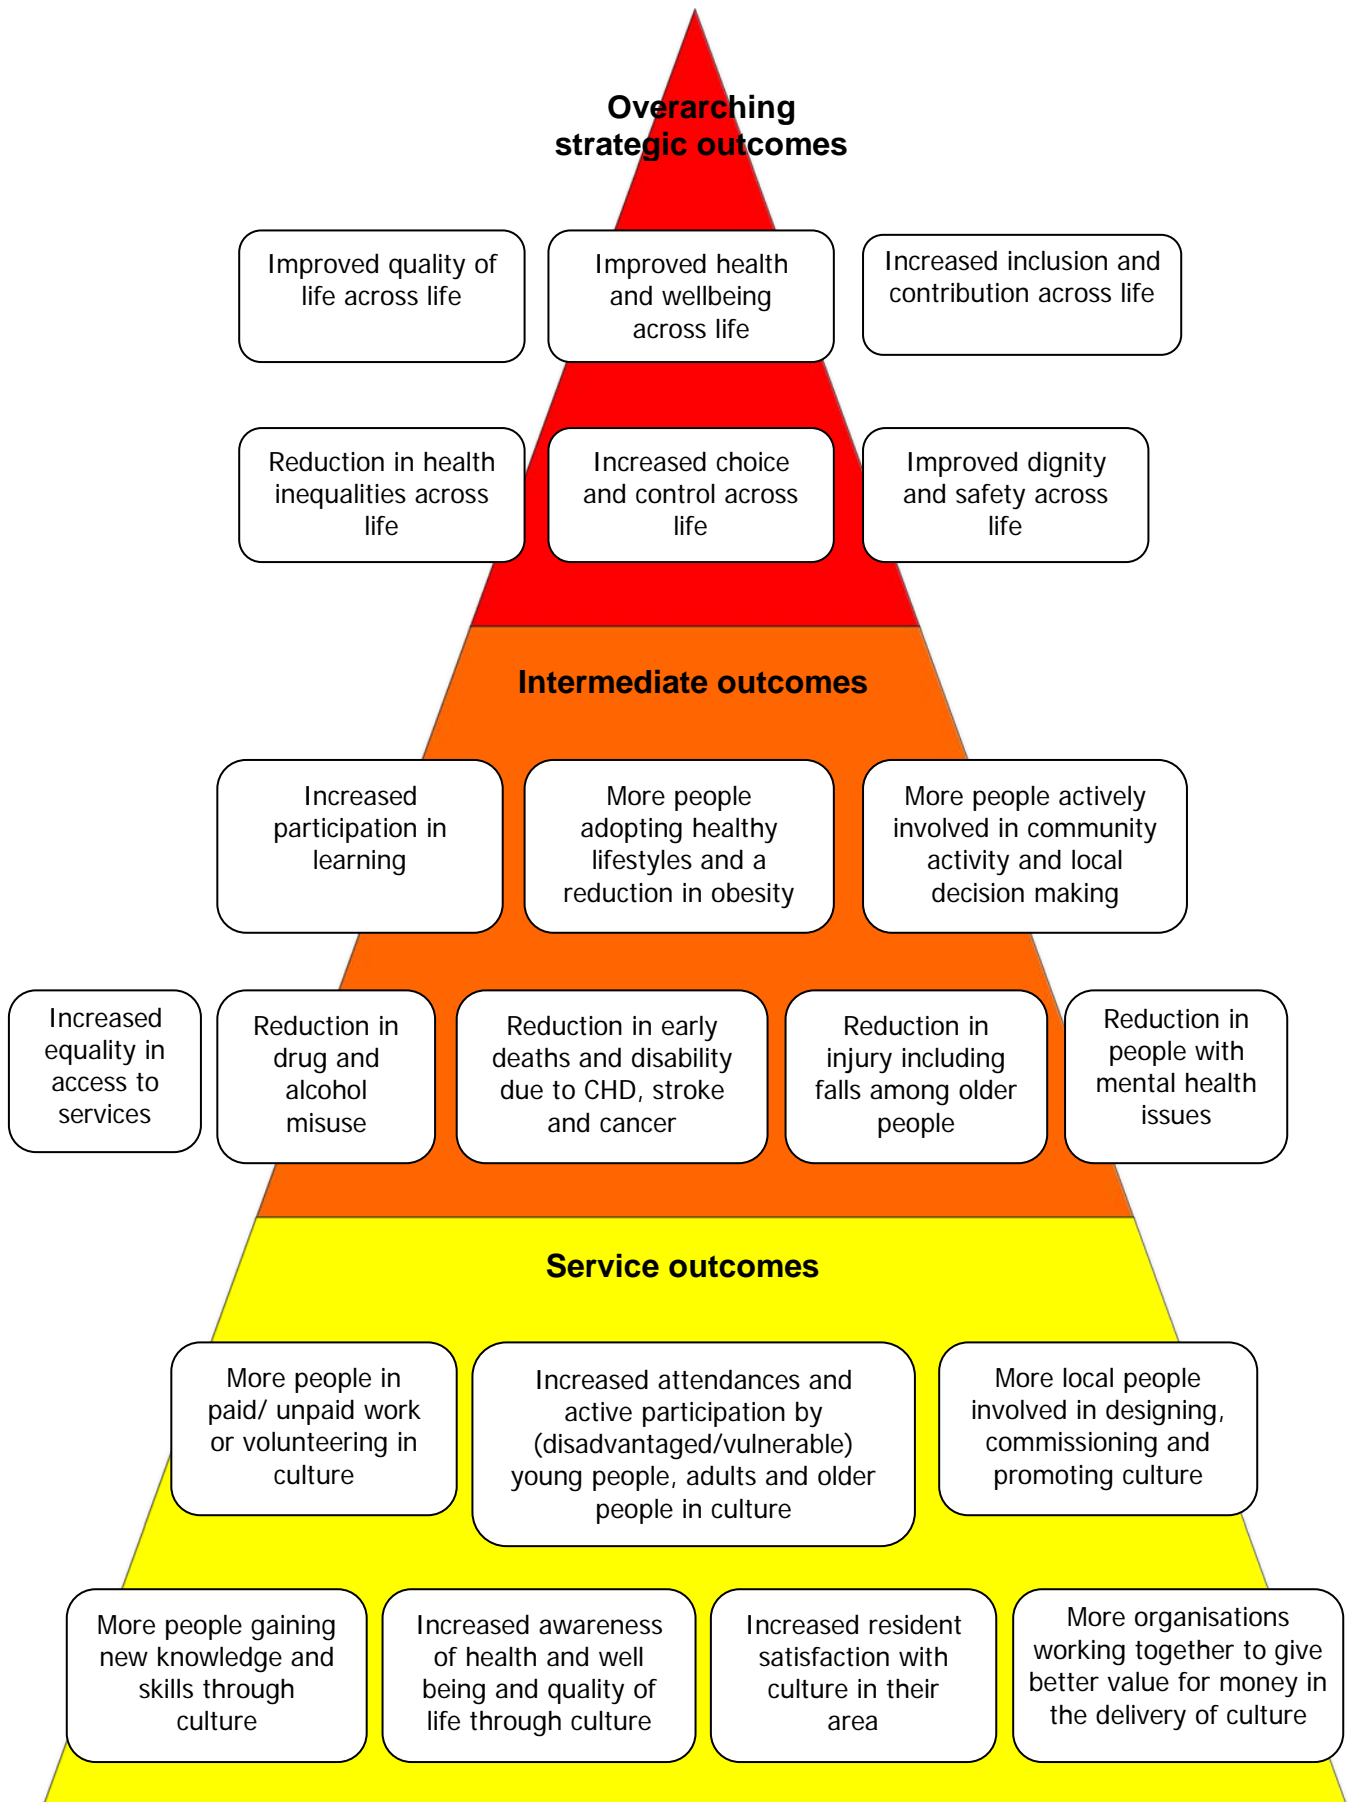 Overarching
strategic outcomes
Improved quality of
life across life
Improved health
and wellbeing
across life
Increased inclusion and
contribution across life
Reduction in health
inequalities across
life
Increased choice
and control across
life
Improved dignity
and safety across
life
Intermediate outcomes
Increased
participation in
learning
More people
adopting healthy
lifestyles and a
reduction in obesity
More people actively
involved in community
activity and local
decision making
Increased
equality in
access to
services
Reduction in
drug and
alcohol
misuse
Reduction in early
deaths and disability
due to CHD, stroke
and cancer
Reduction in
injury including
falls among older
people
Reduction in
people with
mental health
issues
Service outcomes
More people in
paid/ unpaid work
or volunteering in
culture
Increased attendances and
active participation by
(disadvantaged/vulnerable)
young people, adults and older
people in culture
More local people
involved in designing,
commissioning and
promoting culture
More people gaining
new knowledge and
skills through
culture
Increased awareness
of health and well
being and quality of
life through culture
Increased resident
satisfaction with
culture in their
area
More organisations
working together to give
better value for money in
the delivery of culture